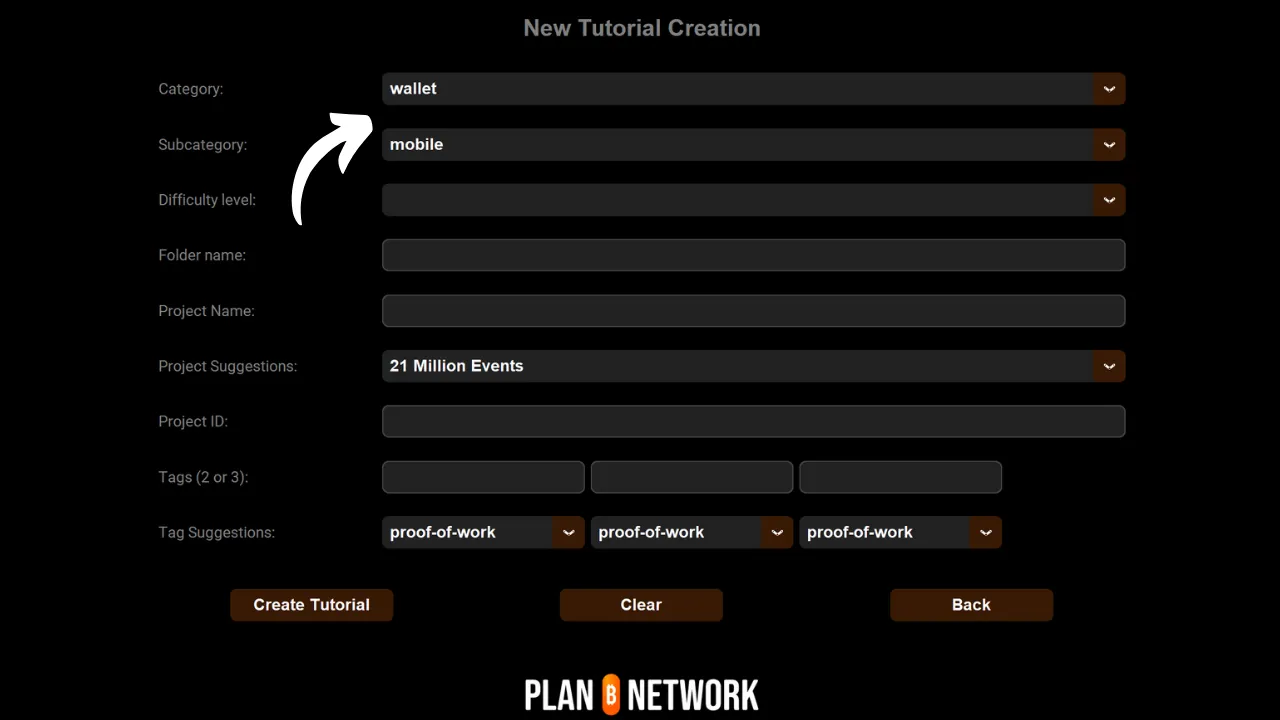 New Tutorial Creation
Category: wallet
Subcategory: mobile
Difficulty level:
Folder name:
Project Name:
Project Suggestions: 21 Million Events
Project ID:
Tags (2 or 3):
Tag Suggestions: proof-of-work proof-of-work proof-of-work
Create Tutorial Clear Back
PLAN ₿ NETWORK